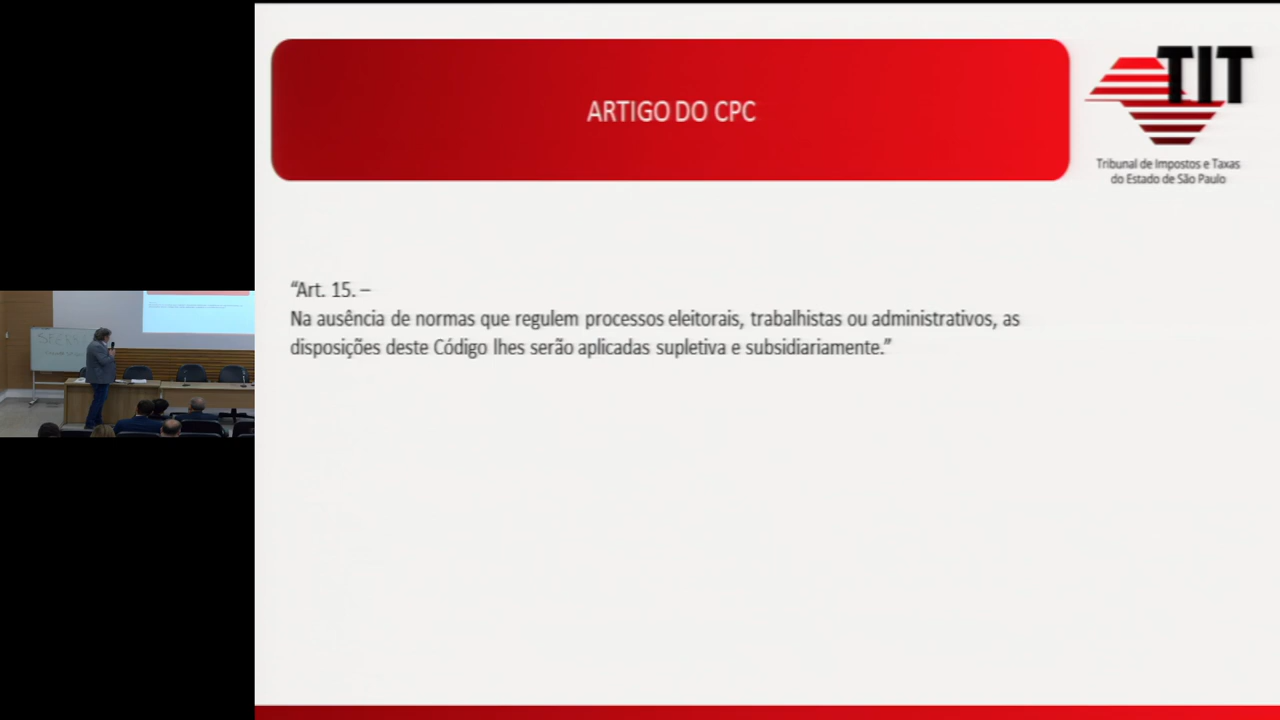 ARTIGO DO CPC
TIT
Tribunal de Impostos e Taxas
do Estado de São Paulo
“Art. 15. –
Na ausência de normas que regulem processos eleitorais, trabalhistas ou administrativos, as
disposições deste Código lhes serão aplicadas supletiva e subsidiariamente.”